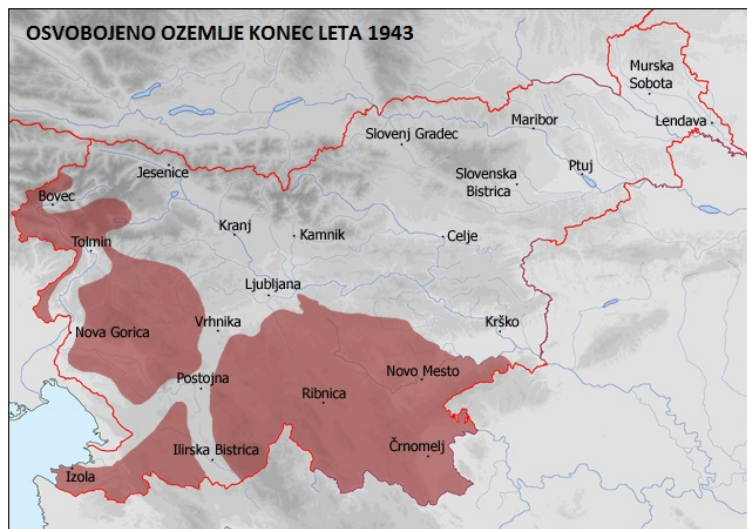 OSVOBOJENO OZEMLJE KONEC LETA 1943
Murska
Sobota
Lendava
Maribor
Slovenj Gradec
Ptuj
Slovenska
Bistrica
Jesenice
Bovec
Kranj
Kamnik
Celje
Tolmin
Ljubljana
Nova Gorica
Vrhnika
Krško
Postojna
Novo Mesto
Ribnica
Ilirska Bistrica
Črnomelj
Izola